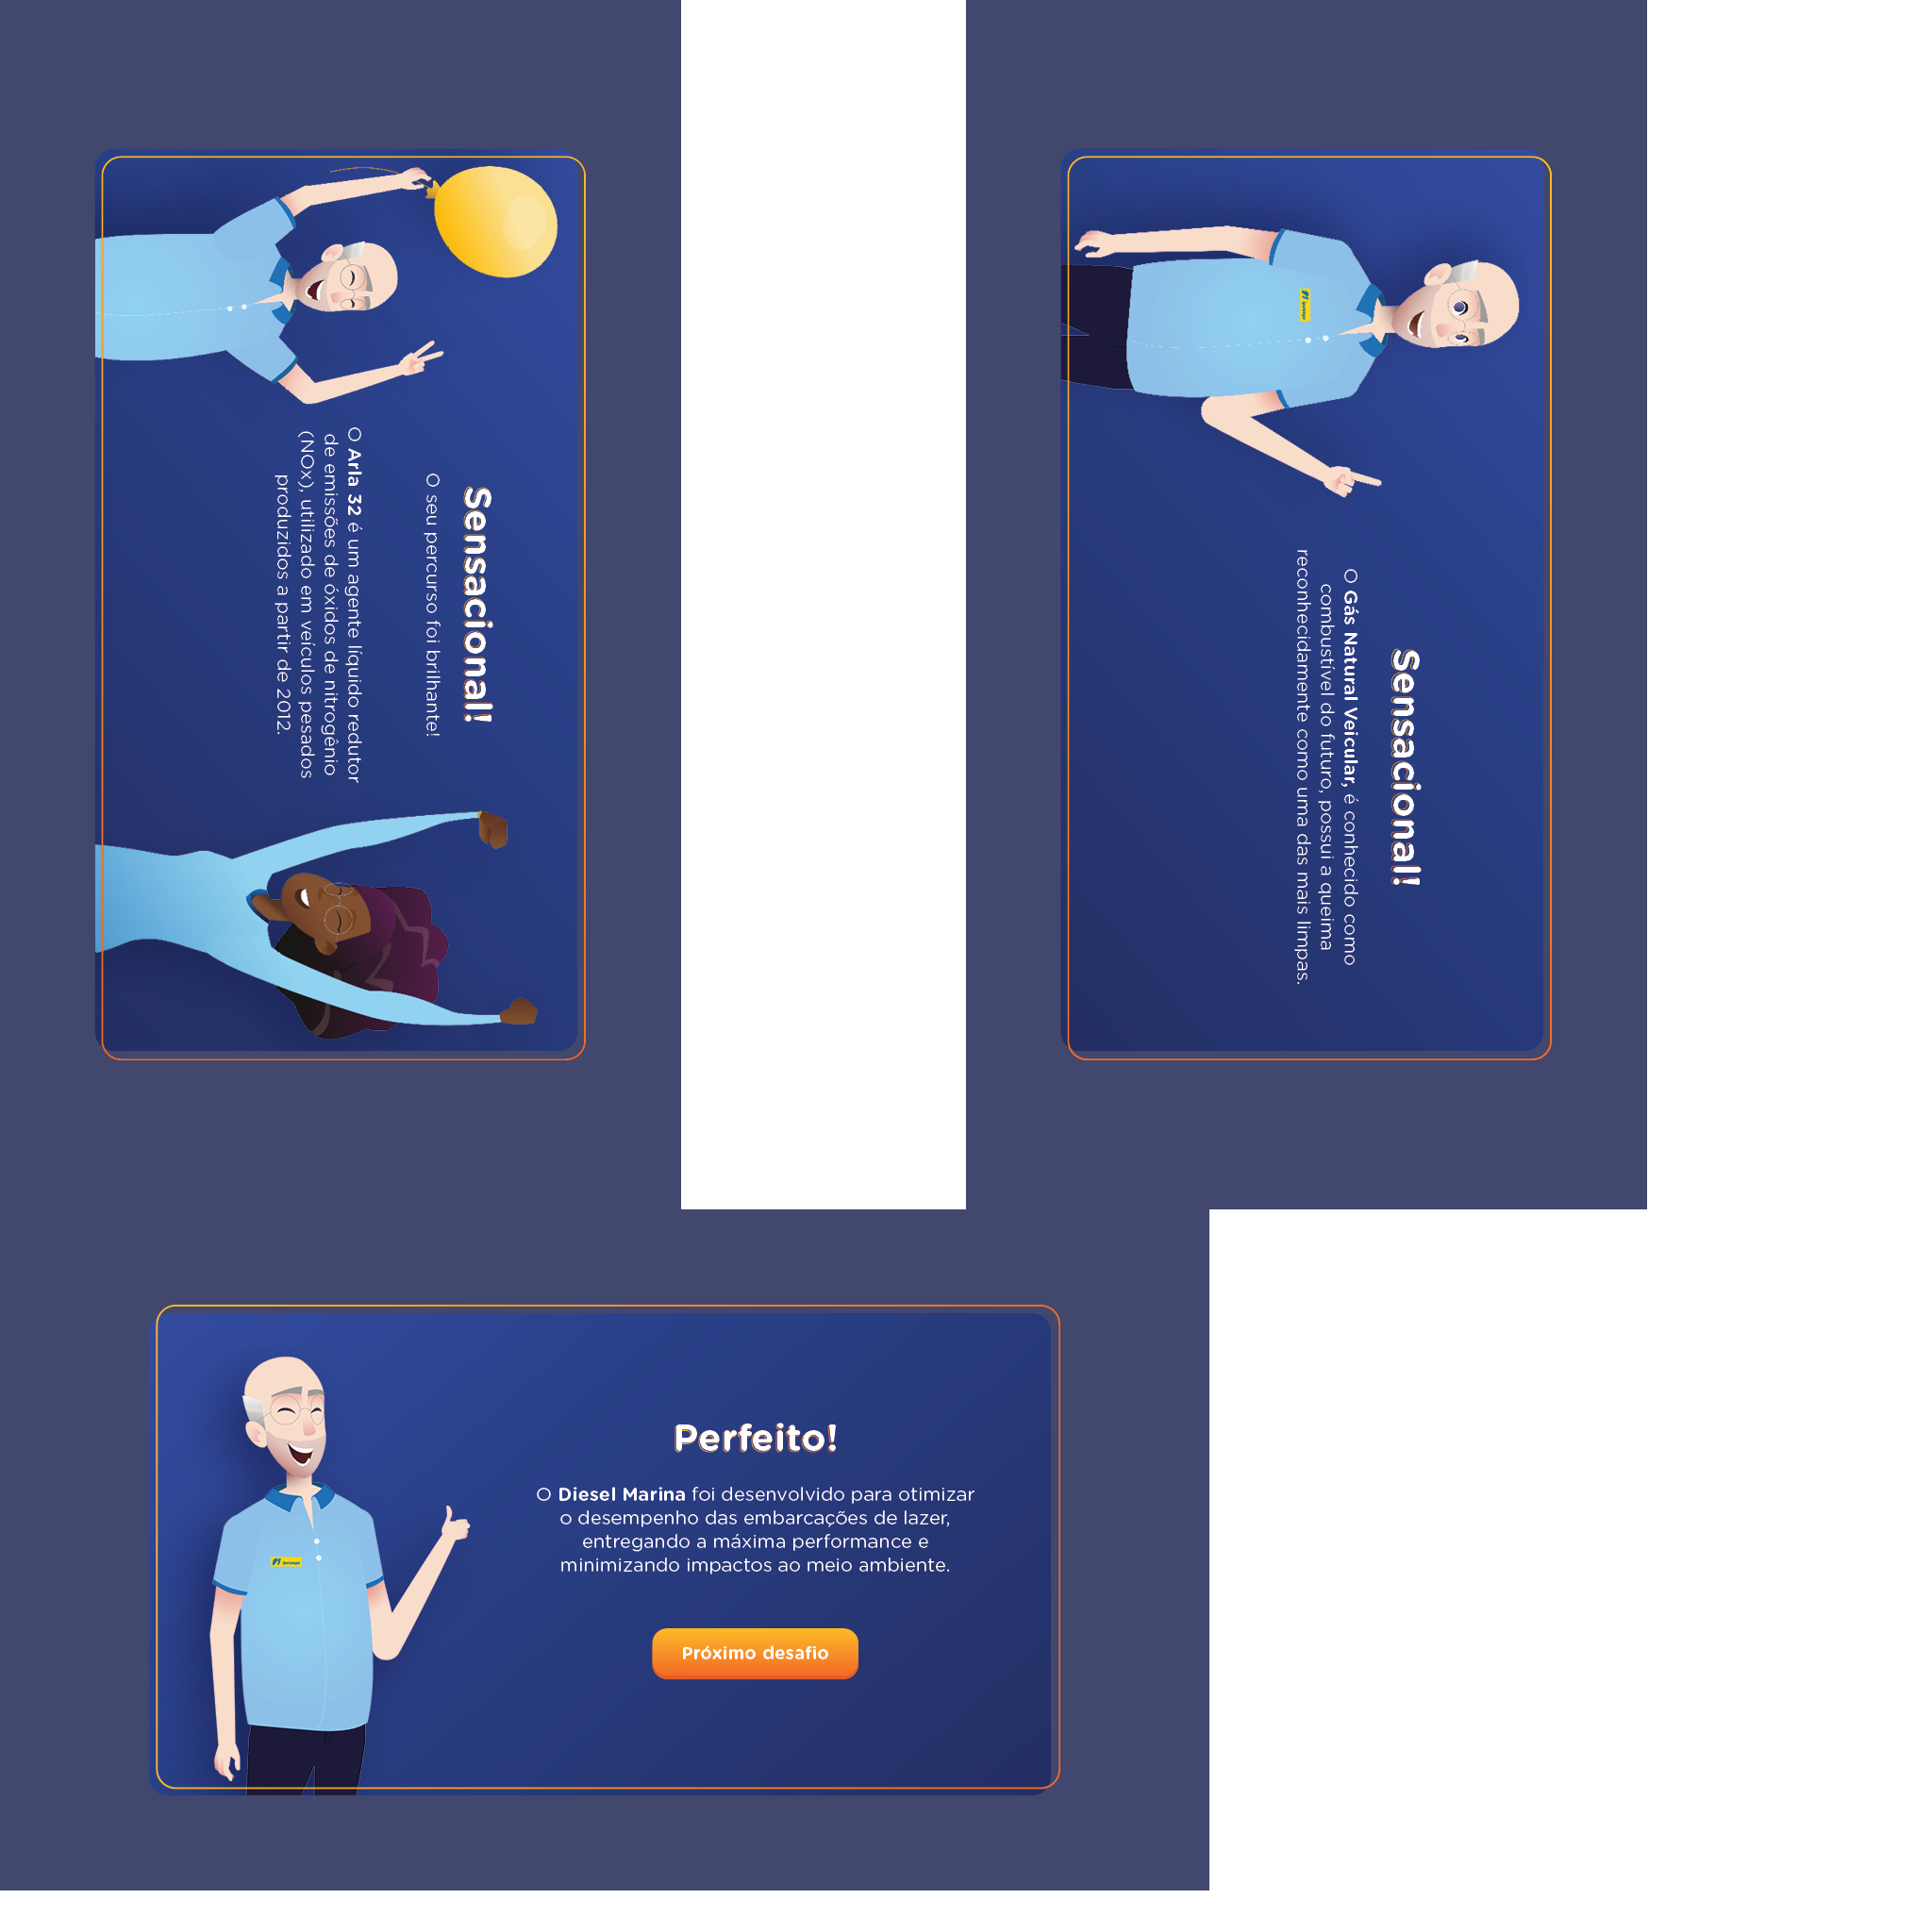 Sensacional!
O seu percurso foi brilhante!
O Arla 32 é um agente líquido redutor
de emissões de óxidos de nitrogênio
(NOx), utilizado em veículos pesados
produzidos a partir de 2012.
Sensacional!
O Gás Natural Veicular, é conhecido como
combustível do futuro, possui a queima
reconhecidamente como uma das mais limpas.
Ipiranga
Perfeito!
O Diesel Marina foi desenvolvido para otimizar
o desempenho das embarcações de lazer,
entregando a máxima performance e
minimizando impactos ao meio ambiente.
Próximo desafio
Ipiranga